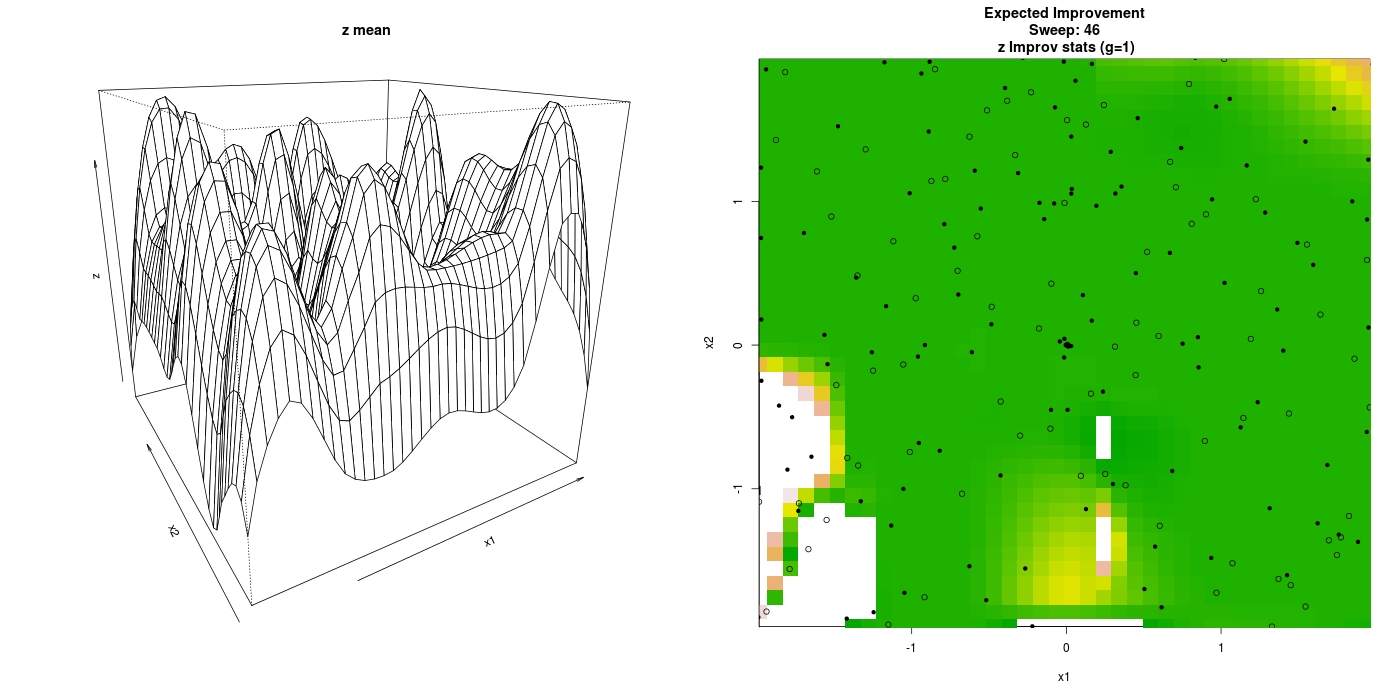 z mean
z
x2
x1
Expected Improvement
Sweep: 46
z Improv stats (g=1)
x2
1
0
-1
-1
0
1
x1